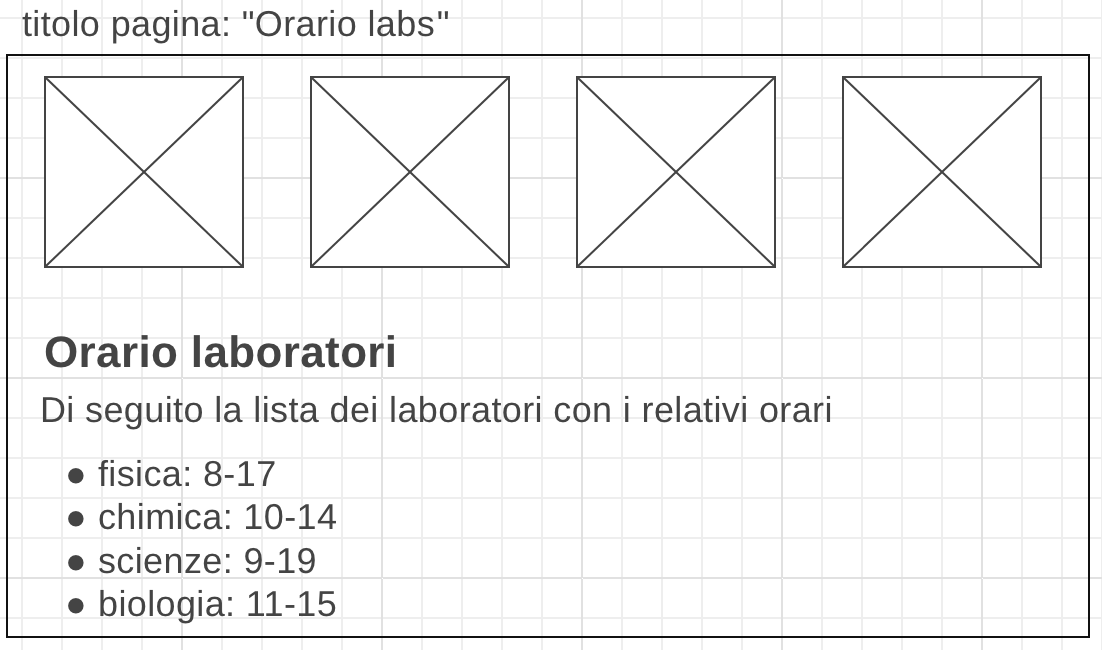 titolo pagina: "Orario labs"
Orario laboratori
Di seguito la lista dei laboratori con i relativi orari
● fisica: 8-17
● chimica: 10-14
● scienze: 9-19
● biologia: 11-15